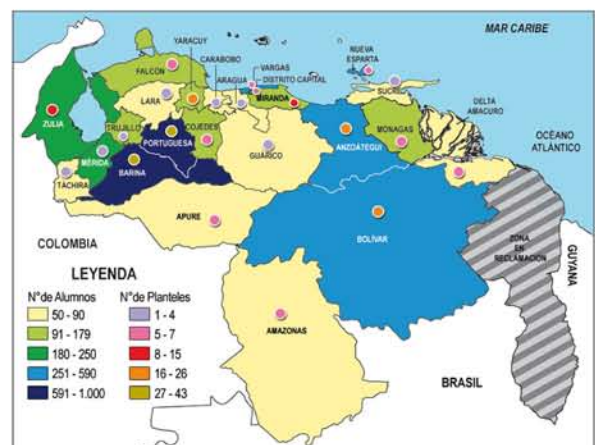 MAR CARIBE
YARACUY
CARABOBO
VARGAS
NUEVA
ESPARTA
FALCON
ARAGUA
DISTRITO CAPITAL
MIRANDA
SUCRE
LARA
DELTA
AMACURO
ZULIA
TRUJILLO
COJEDES
PORTUGUESA
MONAGAS
OCÉANO
ATLÁNTICO
ANZOÁTEGUI
GUÁRICO
MÉRIDA
BARINA
TÁCHIRA
APURE
BOLÍVAR
COLOMBIA
ZONA
EN
RECLAMACIÓN
GUYANA
LEYENDA
N°de Alumnos
N°de Planteles
50 - 90
1 - 4
91 - 179
5 - 7
180 - 250
8 - 15
251 - 590
16 - 26
591 - 1.000
27 - 43
AMAZONAS
BRASIL